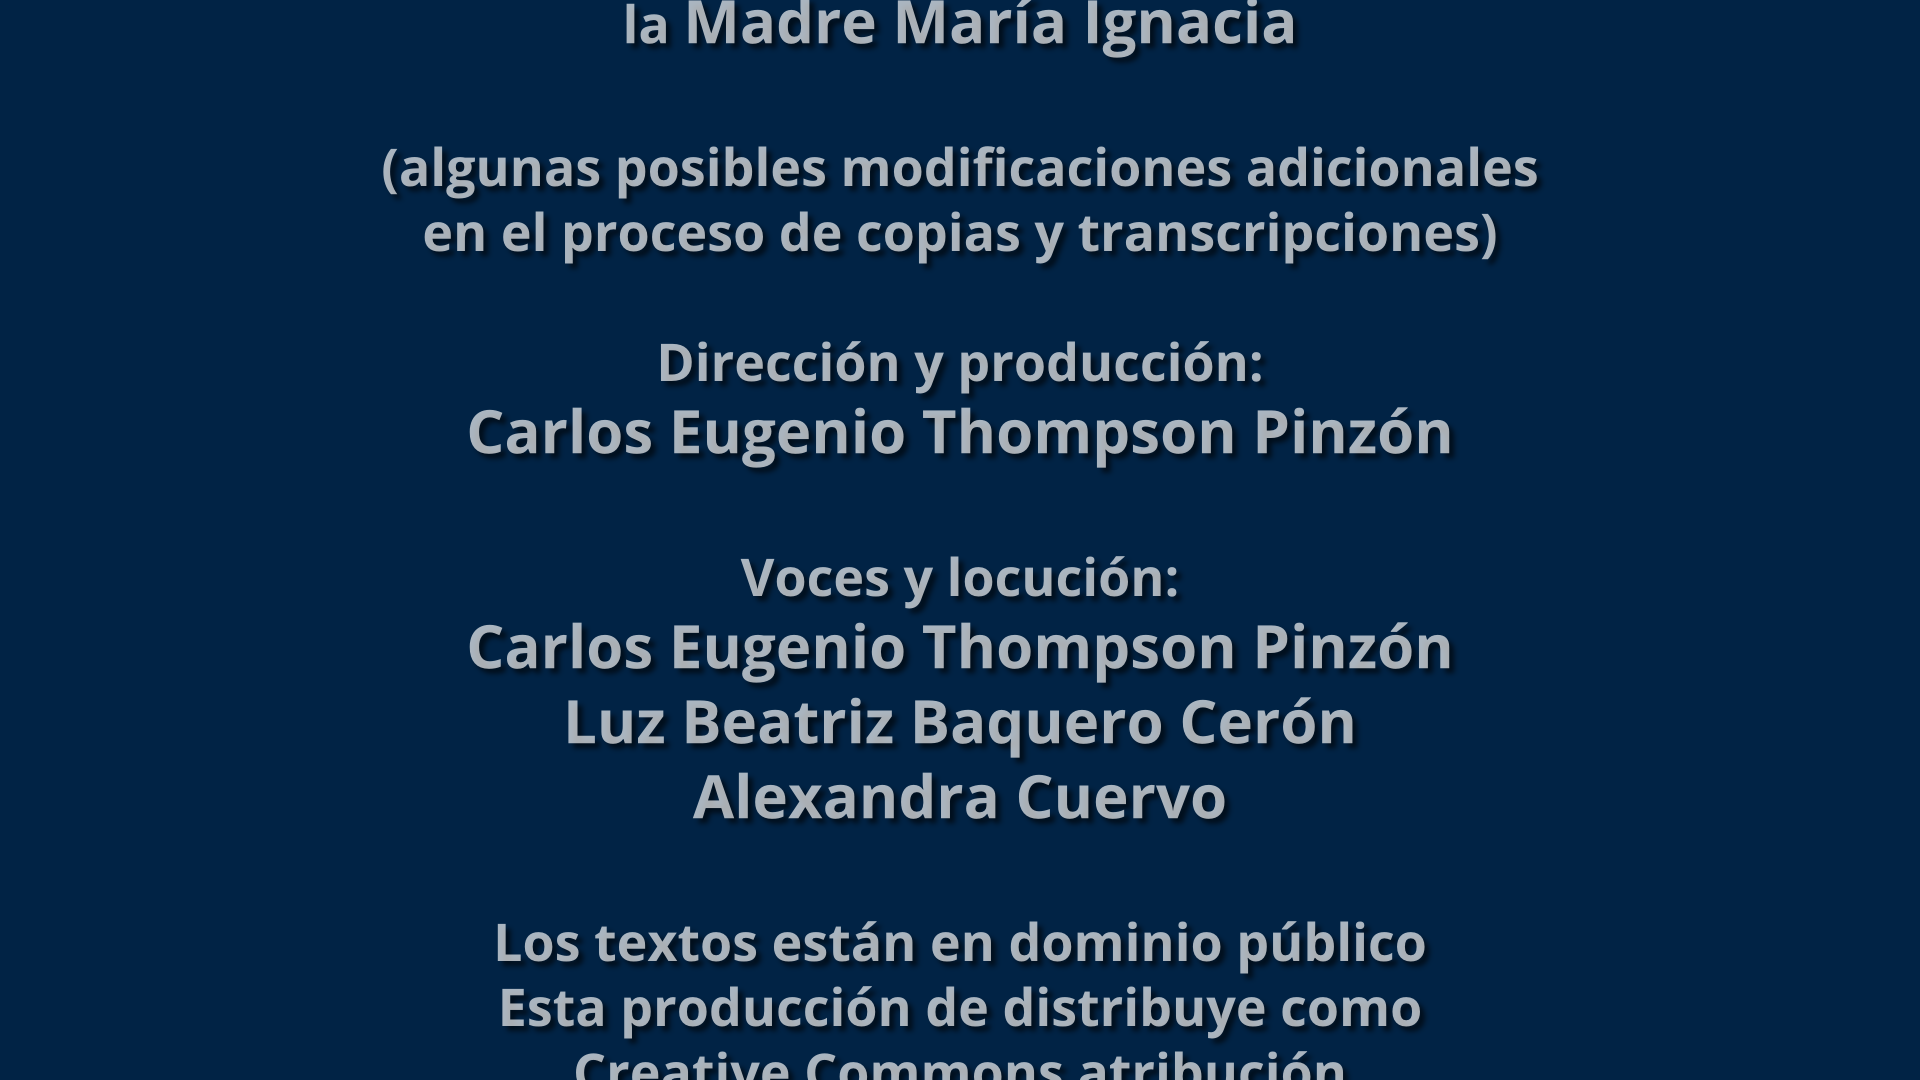 la Madre María Ignacia
(algunas posibles modificaciones adicionales
en el proceso de copias y transcripciones)
Dirección y producción:
Carlos Eugenio Thompson Pinzón
Voces y locución:
Carlos Eugenio Thompson Pinzón
Luz Beatriz Baquero Cerón
Alexandra Cuervo
Los textos están en dominio público
Esta producción de distribuye como
Creative Commons atribución